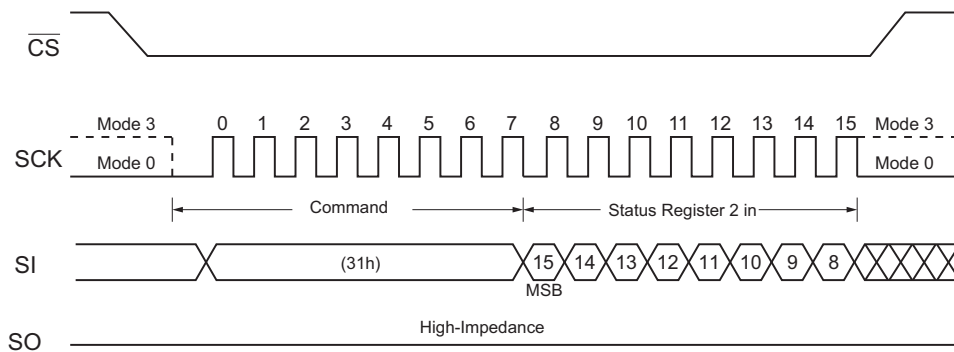 C̅S̅
Mode 3 0 1 2 3 4 5 6 7 8 9 10 11 12 13 14 15 Mode 3
SCK Mode 0 Mode 0
Command Status Register 2 in
SI (31h) 15 14 13 12 11 10 9 8
MSB
High-Impedance
SO